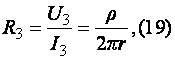 R₃ = U₃/I₃ = ρ/2πr ,(19)